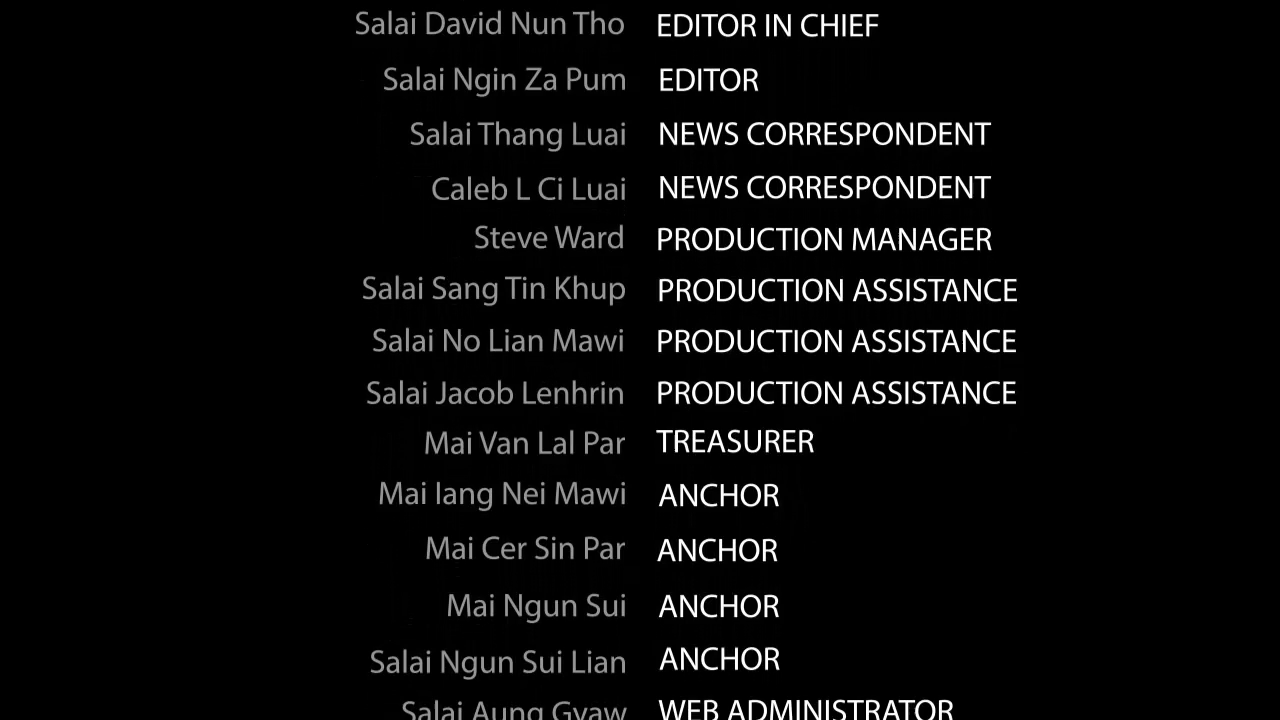 Salai David Nun Tho EDITOR IN CHIEF
Salai Ngin Za Pum EDITOR
Salai Thang Luai NEWS CORRESPONDENT
Caleb L Ci Luai NEWS CORRESPONDENT
Steve Ward PRODUCTION MANAGER
Salai Sang Tin Khup PRODUCTION ASSISTANCE
Salai No Lian Mawi PRODUCTION ASSISTANCE
Salai Jacob Lenhrin PRODUCTION ASSISTANCE
Mai Van Lal Par TREASURER
Mai Iang Nei Mawi ANCHOR
Mai Cer Sin Par ANCHOR
Mai Ngun Sui ANCHOR
Salai Ngun Sui Lian ANCHOR
Salai Aung Gyaw WEB ADMINISTRATOR